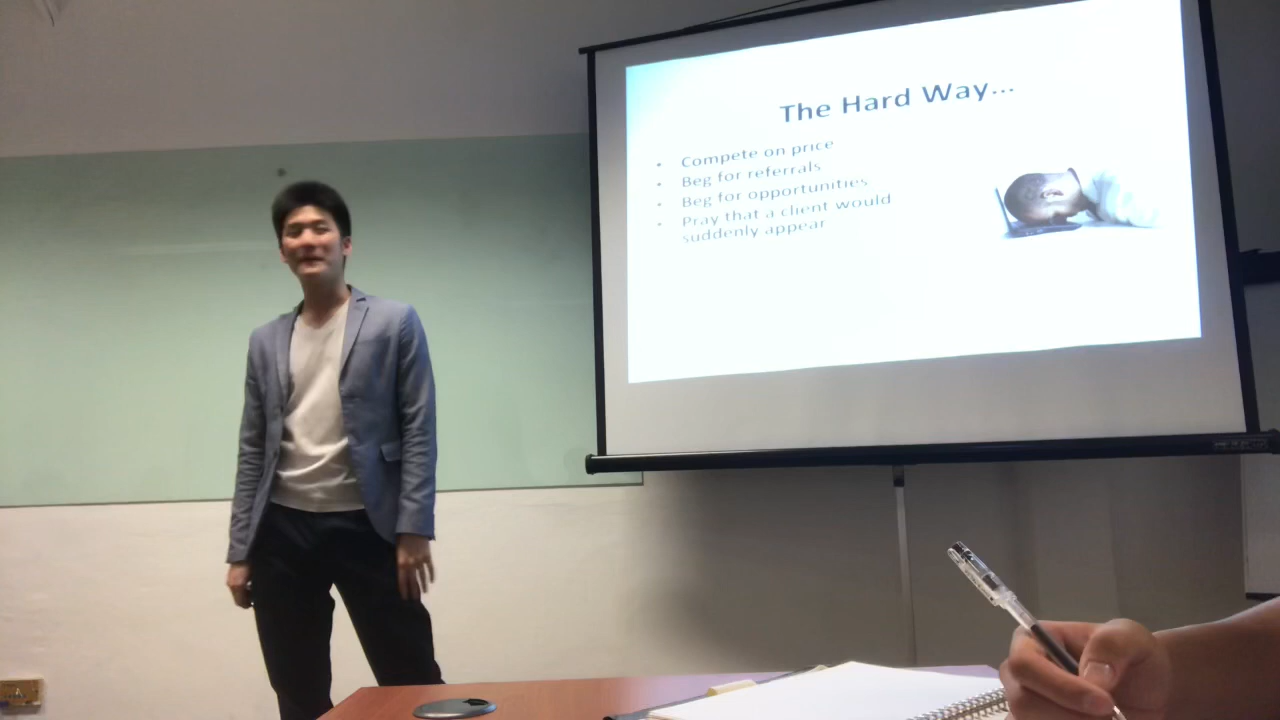 The Hard Way...
• Compete on price
• Beg for referrals
• Beg for opportunities
• Pray that a client would
suddenly appear